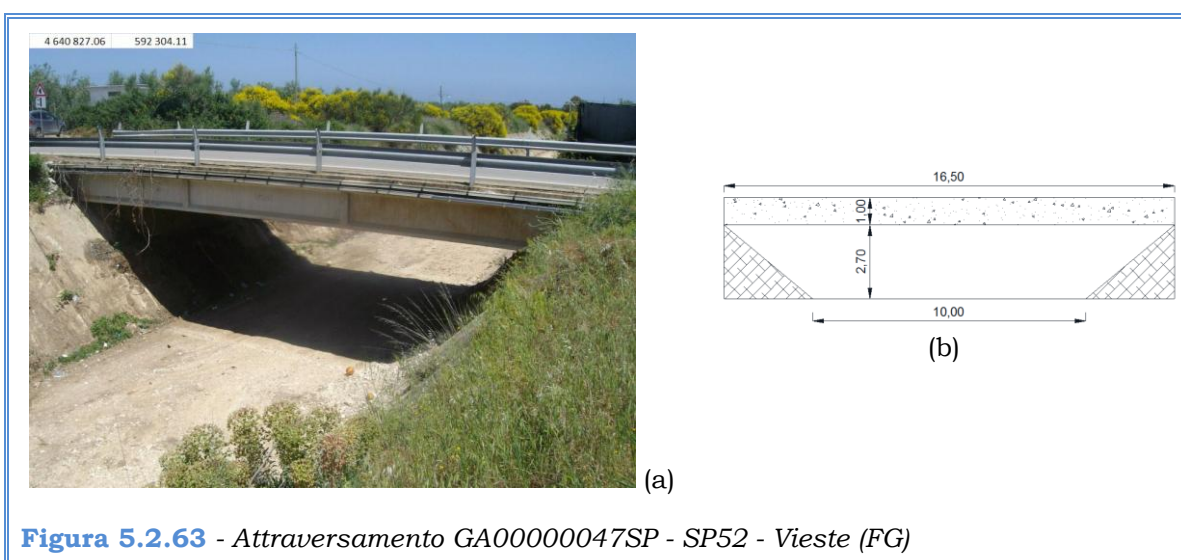 4 640 827.06 592 304.11
16,50
1,00
2,70
10,00
(b)
(a)
Figura 5.2.63 - Attraversamento GA00000047SP - SP52 - Vieste (FG)